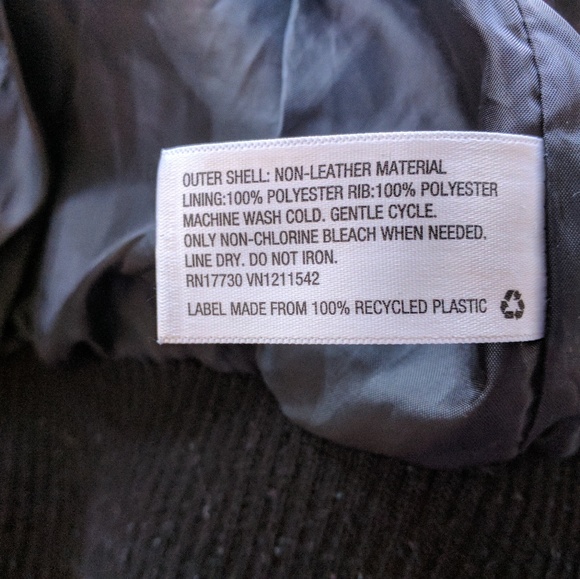 OUTER SHELL: NON-LEATHER MATERIAL
LINING:100% POLYESTER RIB:100% POLYESTER
MACHINE WASH COLD. GENTLE CYCLE.
ONLY NON-CHLORINE BLEACH WHEN NEEDED.
LINE DRY. DO NOT IRON.
RN17730 VN1211542
LABEL MADE FROM 100% RECYCLED PLASTIC